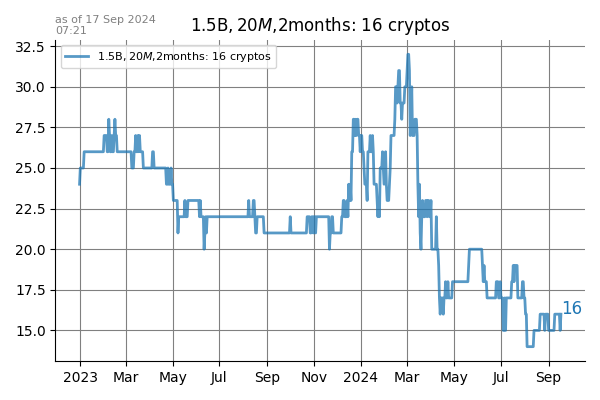 as of 17 Sep 2024
07:21
1.5B, 20M,2months: 16 cryptos
1.5B, 20M,2months: 16 cryptos
32.5
30.0
27.5
25.0
22.5
20.0
17.5
15.0
16
2023 Mar May Jul Sep Nov 2024 Mar May Jul Sep